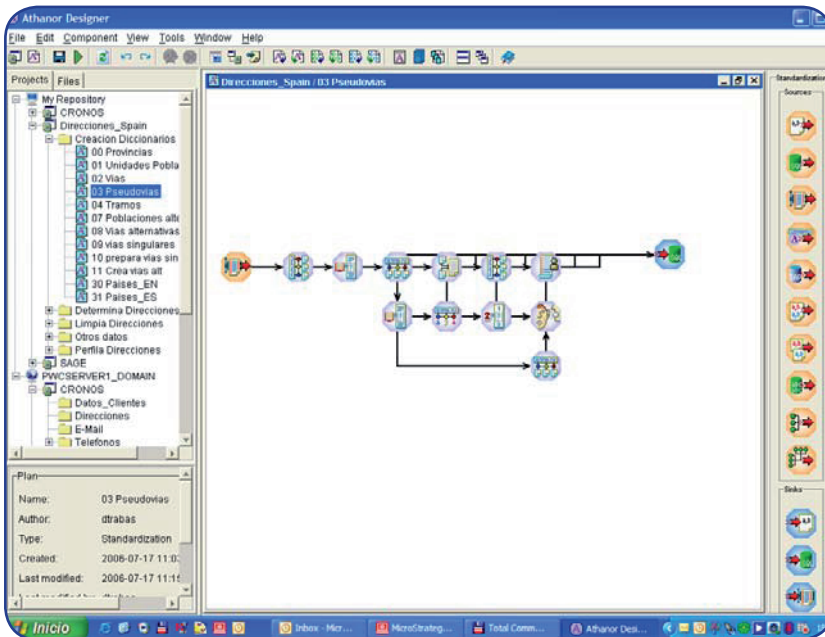 Athanor Designer
File Edit Component View Tools Window Help
Projects Files
My Repository
CRONOS
Direcciones_Spain
Creacion Diccionarios
00 Provincias
01 Unidades Pobla
02 Vias
03 Pseudovias
04 Tramos
07 Poblaciones alte
08 Vias alternativas
09 vias singulares
10 prepara vias sin
11 Crea vias alt
30 Paises_EN
31 Paises_ES
Determina Direcciones
Limpia Direcciones
Otros datos
Perfila Direcciones
SAGE
PWCSERVER1_DOMAIN
CRONOS
Datos_Clientes
Direcciones
E-Mail
Telefonos
Plan
Name: 03 Pseudovias
Author: dtrabas
Type: Standardization
Created: 2006-07-17 11:0
Last modified: 2006-07-17 11:1
Direcciones_Spain / 03 Pseudovias
Standardization
Sources
Sinks
Inicio
Inbox - Micr...
MicroStrateg...
Total Comm...
Athanor Desi...